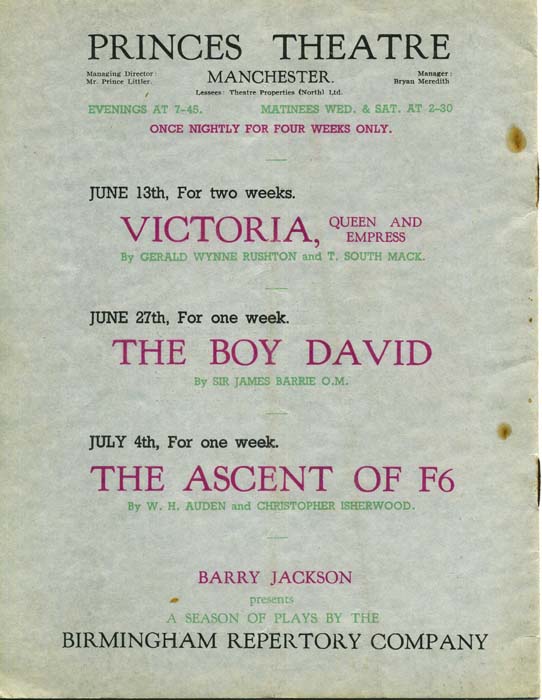 PRINCES THEATRE
Managing Director:
Mr. Prince Littler.
MANCHESTER.
Manager:
Bryan Meredith
Lessees: Theatre Properties (North) Ltd.
EVENINGS AT 7-45. MATINEES WED. & SAT. AT 2-30
ONCE NIGHTLY FOR FOUR WEEKS ONLY.
JUNE 13th, For two weeks.
VICTORIA, QUEEN AND
EMPRESS
By GERALD WYNNE RUSHTON and T. SOUTH MACK.
JUNE 27th, For one week.
THE BOY DAVID
By SIR JAMES BARRIE O.M.
JULY 4th, For one week.
THE ASCENT OF F6
By W. H. AUDEN and CHRISTOPHER ISHERWOOD.
BARRY JACKSON
presents
A SEASON OF PLAYS BY THE
BIRMINGHAM REPERTORY COMPANY